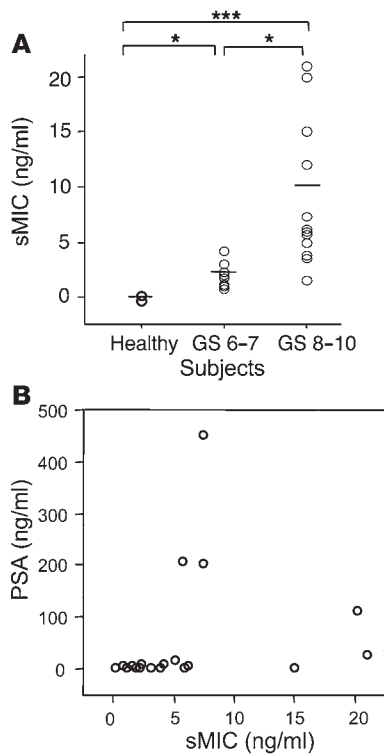 A
***
*
*
sMIC (ng/ml)
20
15
10
5
0
Healthy GS 6–7 GS 8–10
Subjects
B
PSA (ng/ml)
500
400
300
200
100
0
0 5 10 15 20
sMIC (ng/ml)